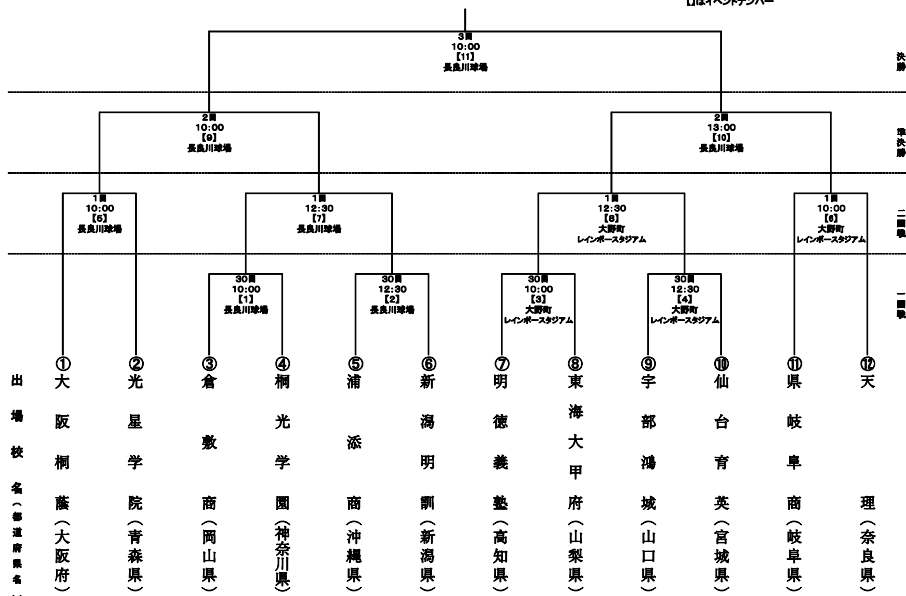 【】はイベントナンバー
3日
10:00
【11】
長良川球場
決勝
2日
10:00
【9】
長良川球場
2日
13:00
【10】
長良川球場
準決勝
1日
10:00
【5】
長良川球場
1日
12:30
【7】
長良川球場
1日
12:30
【8】
大野町
レインボースタジアム
1日
10:00
【6】
大野町
レインボースタジアム
二回戦
30日
10:00
【1】
長良川球場
30日
12:30
【2】
長良川球場
30日
10:00
【3】
大野町
レインボースタジアム
30日
12:30
【4】
大野町
レインボースタジアム
一回戦
出場校名(都道府県名
①大阪桐蔭(大阪府)
②光星学院(青森県)
③倉敷商(岡山県)
④桐光学園(神奈川県)
⑤浦添商(沖縄県)
⑥新潟明訓(新潟県)
⑦明徳義塾(高知県)
⑧東海大甲府(山梨県)
⑨宇部鴻城(山口県)
⑩仙台育英(宮城県)
⑪県岐阜商(岐阜県)
⑫天理(奈良県)